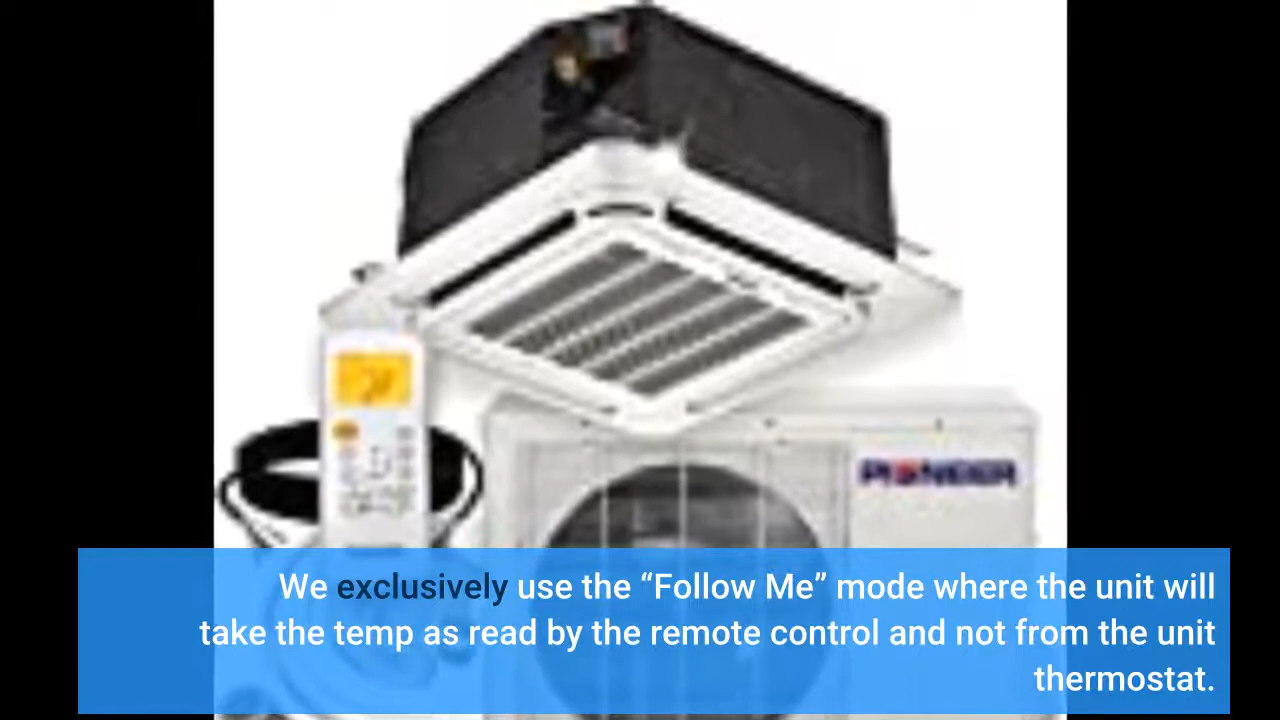 PIONEER
We exclusively use the “Follow Me” mode where the unit will
take the temp as read by the remote control and not from the unit
thermostat.